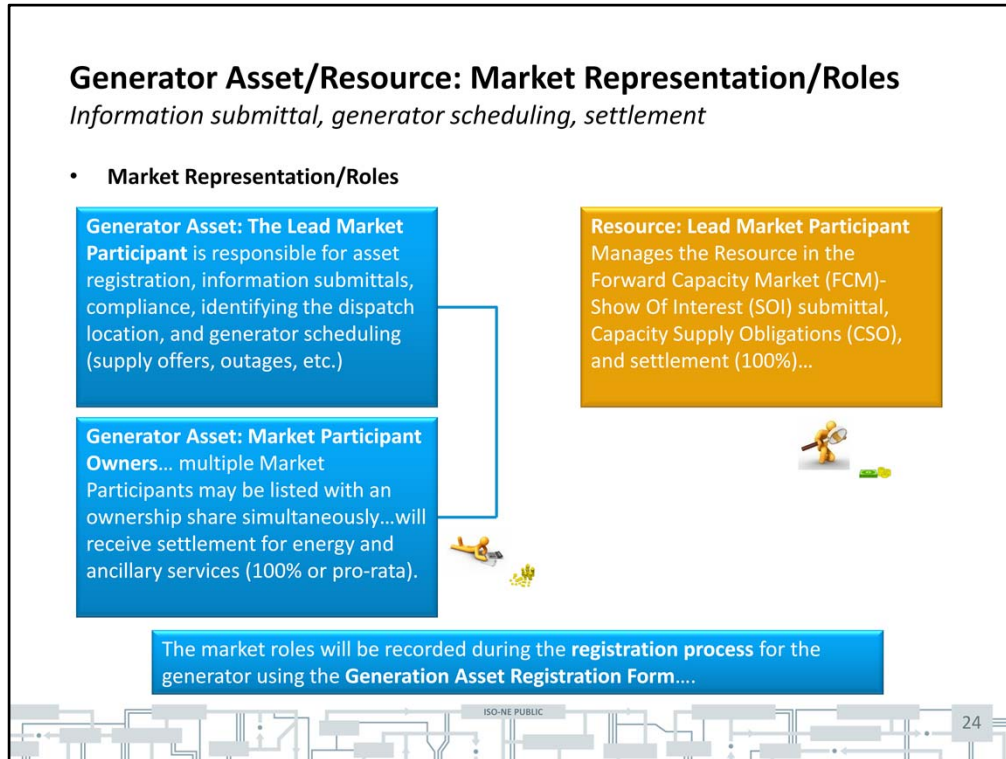 Generator Asset/Resource: Market Representation/Roles
Information submittal, generator scheduling, settlement
• Market Representation/Roles
Generator Asset: The Lead Market
Participant is responsible for asset
registration, information submittals,
compliance, identifying the dispatch
location, and generator scheduling
(supply offers, outages, etc.)
Resource: Lead Market Participant
Manages the Resource in the
Forward Capacity Market (FCM)-
Show Of Interest (SOI) submittal,
Capacity Supply Obligations (CSO),
and settlement (100%)…
Generator Asset: Market Participant
Owners… multiple Market
Participants may be listed with an
ownership share simultaneously…will
receive settlement for energy and
ancillary services (100% or pro-rata).
The market roles will be recorded during the registration process for the
generator using the Generation Asset Registration Form….
ISO-NE PUBLIC
24